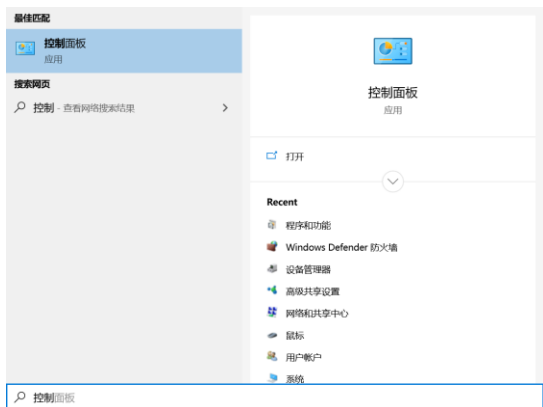 最佳匹配
控制面板
应用
搜索网页
控制 - 查看网络搜索结果
控制面板
应用
打开
Recent
程序和功能
Windows Defender 防火墙
设备管理器
高级共享设置
网络和共享中心
鼠标
用户帐户
系统
控制面板